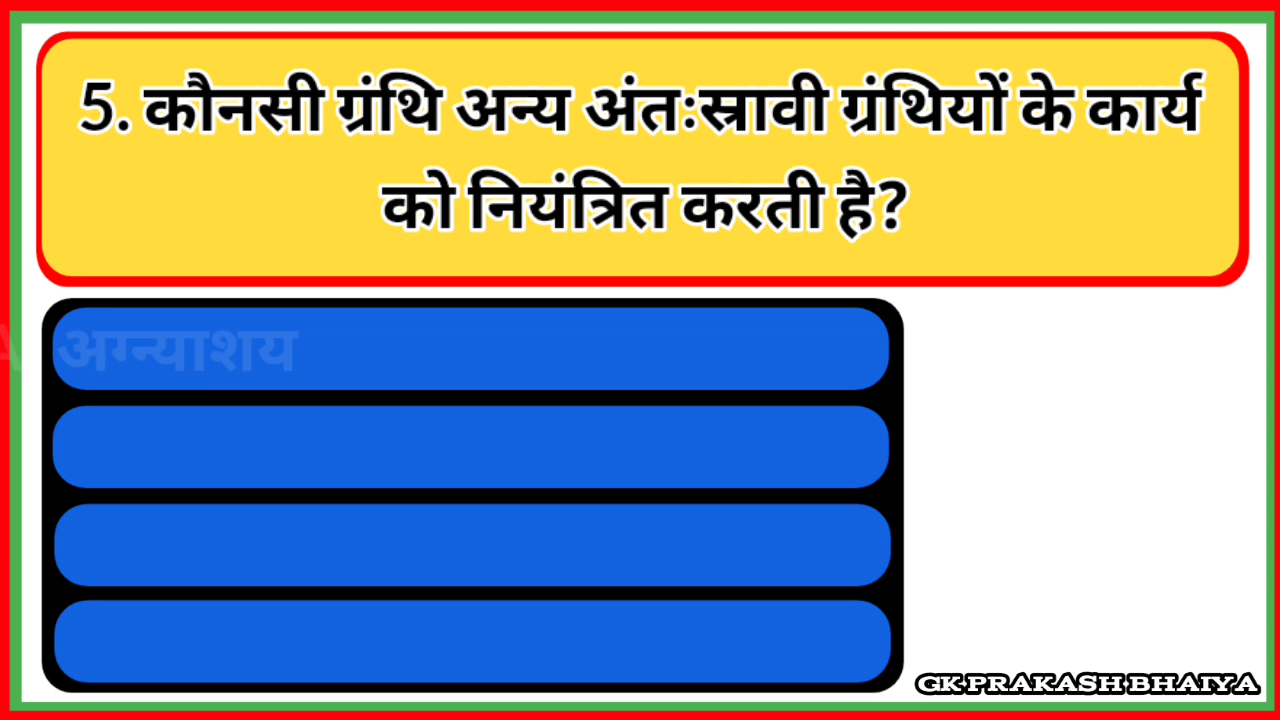 5. कौनसी ग्रंथि अन्य अंतःस्रावी ग्रंथियों के कार्य
को नियंत्रित करती है?
अग्न्याशय
GK PRAKASH BHAIYA